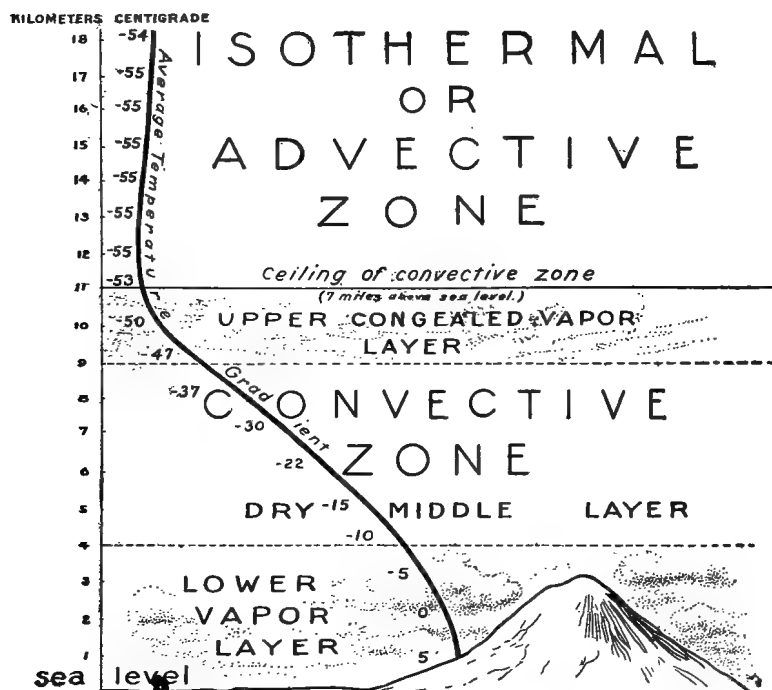 KILOMETERS CENTIGRADE
18 -54
ISOTHERMAL
17 -55
16 -55
OR
15 -55
ADVECTIVE
14 -55
13 -55
ZONE
12 -55
Average Temperature Gradient
11 -53
Ceiling of convective zone
(7 miles above sea level.)
10 -50
UPPER CONGEALED VAPOR
LAYER
9 -47
8 -37
CONVECTIVE
7 -30
ZONE
6 -22
5 -15
DRY MIDDLE LAYER
4 -10
3 -5
LOWER
2 0
VAPOR
1 5
LAYER
sea level